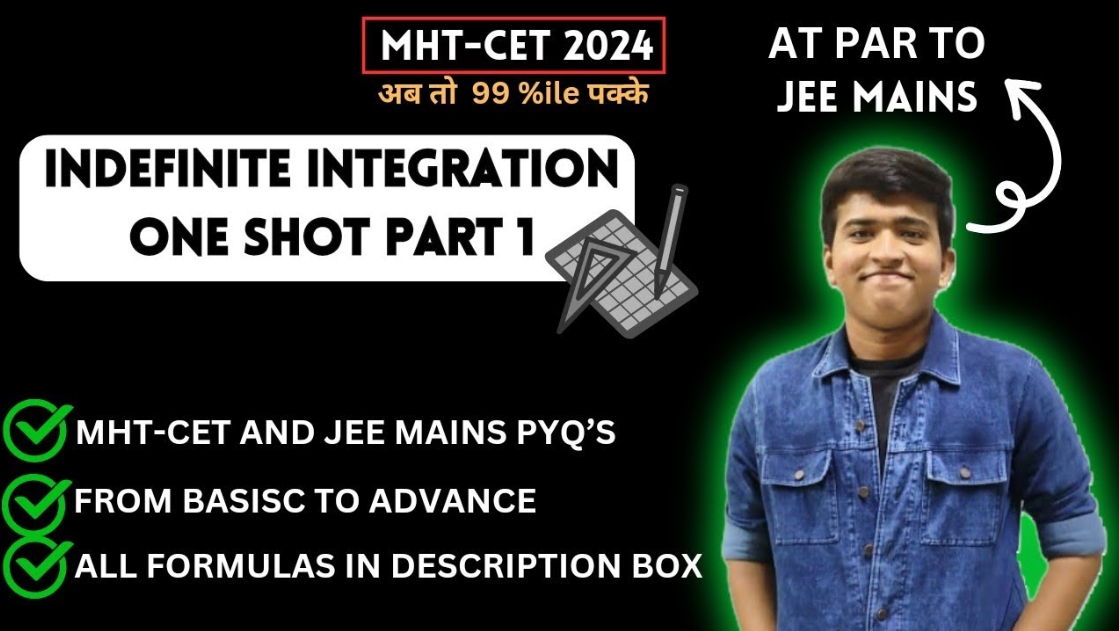 MHT-CET 2024
अब तो 99 %ile पक्के
AT PAR TO
JEE MAINS
INDEFINITE INTEGRATION
ONE SHOT PART 1
MHT-CET AND JEE MAINS PYQ’S
FROM BASISC TO ADVANCE
ALL FORMULAS IN DESCRIPTION BOX